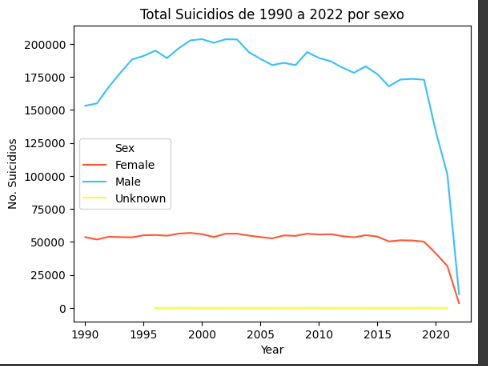 Total Suicidios de 1990 a 2022 por sexo
200000
175000
150000
125000
100000
75000
50000
25000
0
No. Suicidios
Sex
Female
Male
Unknown
1990 1995 2000 2005 2010 2015 2020
Year